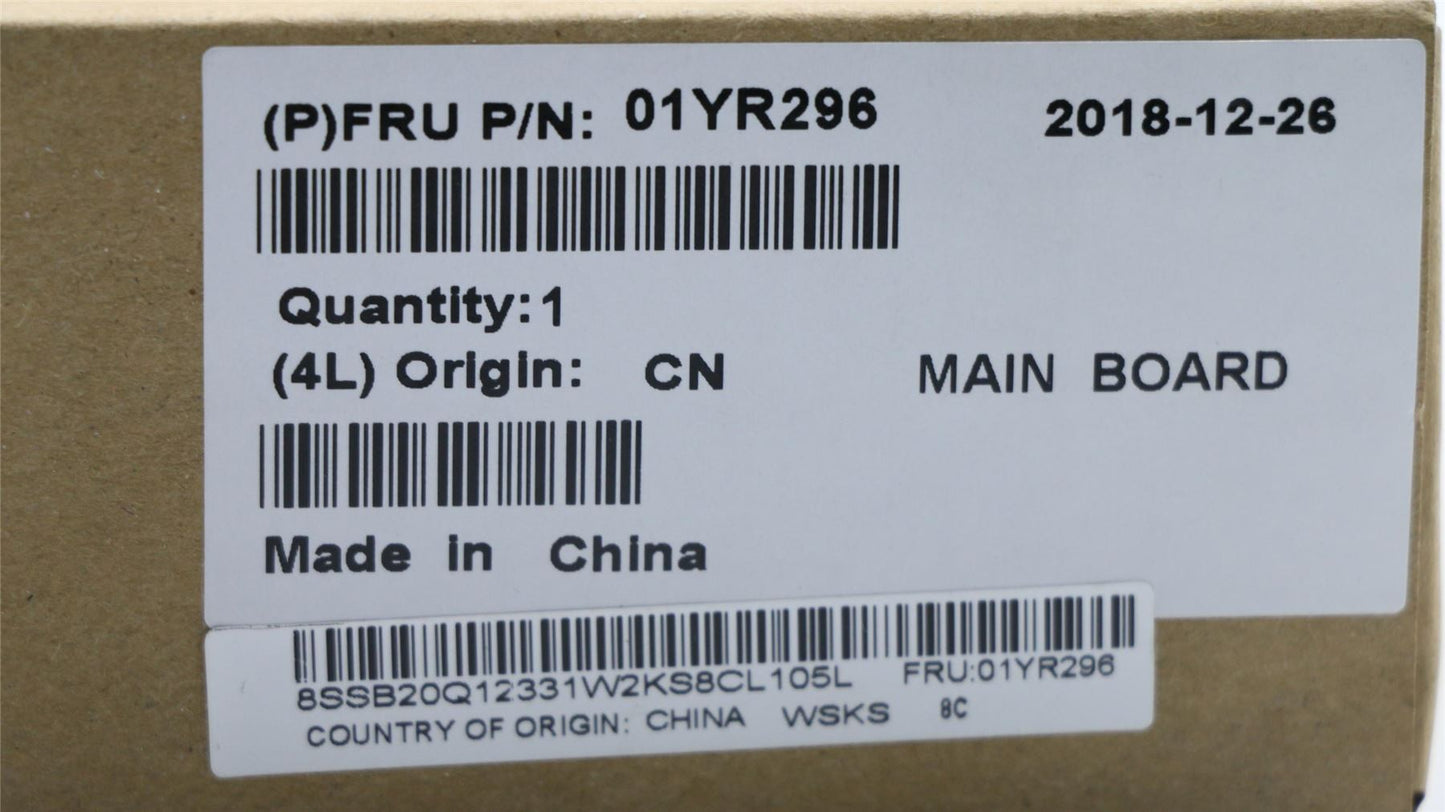 (P)FRU P/N: 01YR296 2018-12-26
Quantity:1
(4L) Origin: CN MAIN BOARD
Made in China
8SSB20Q12331W2KS8CL105L FRU:01YR296
COUNTRY OF ORIGIN: CHINA WSKS 8C